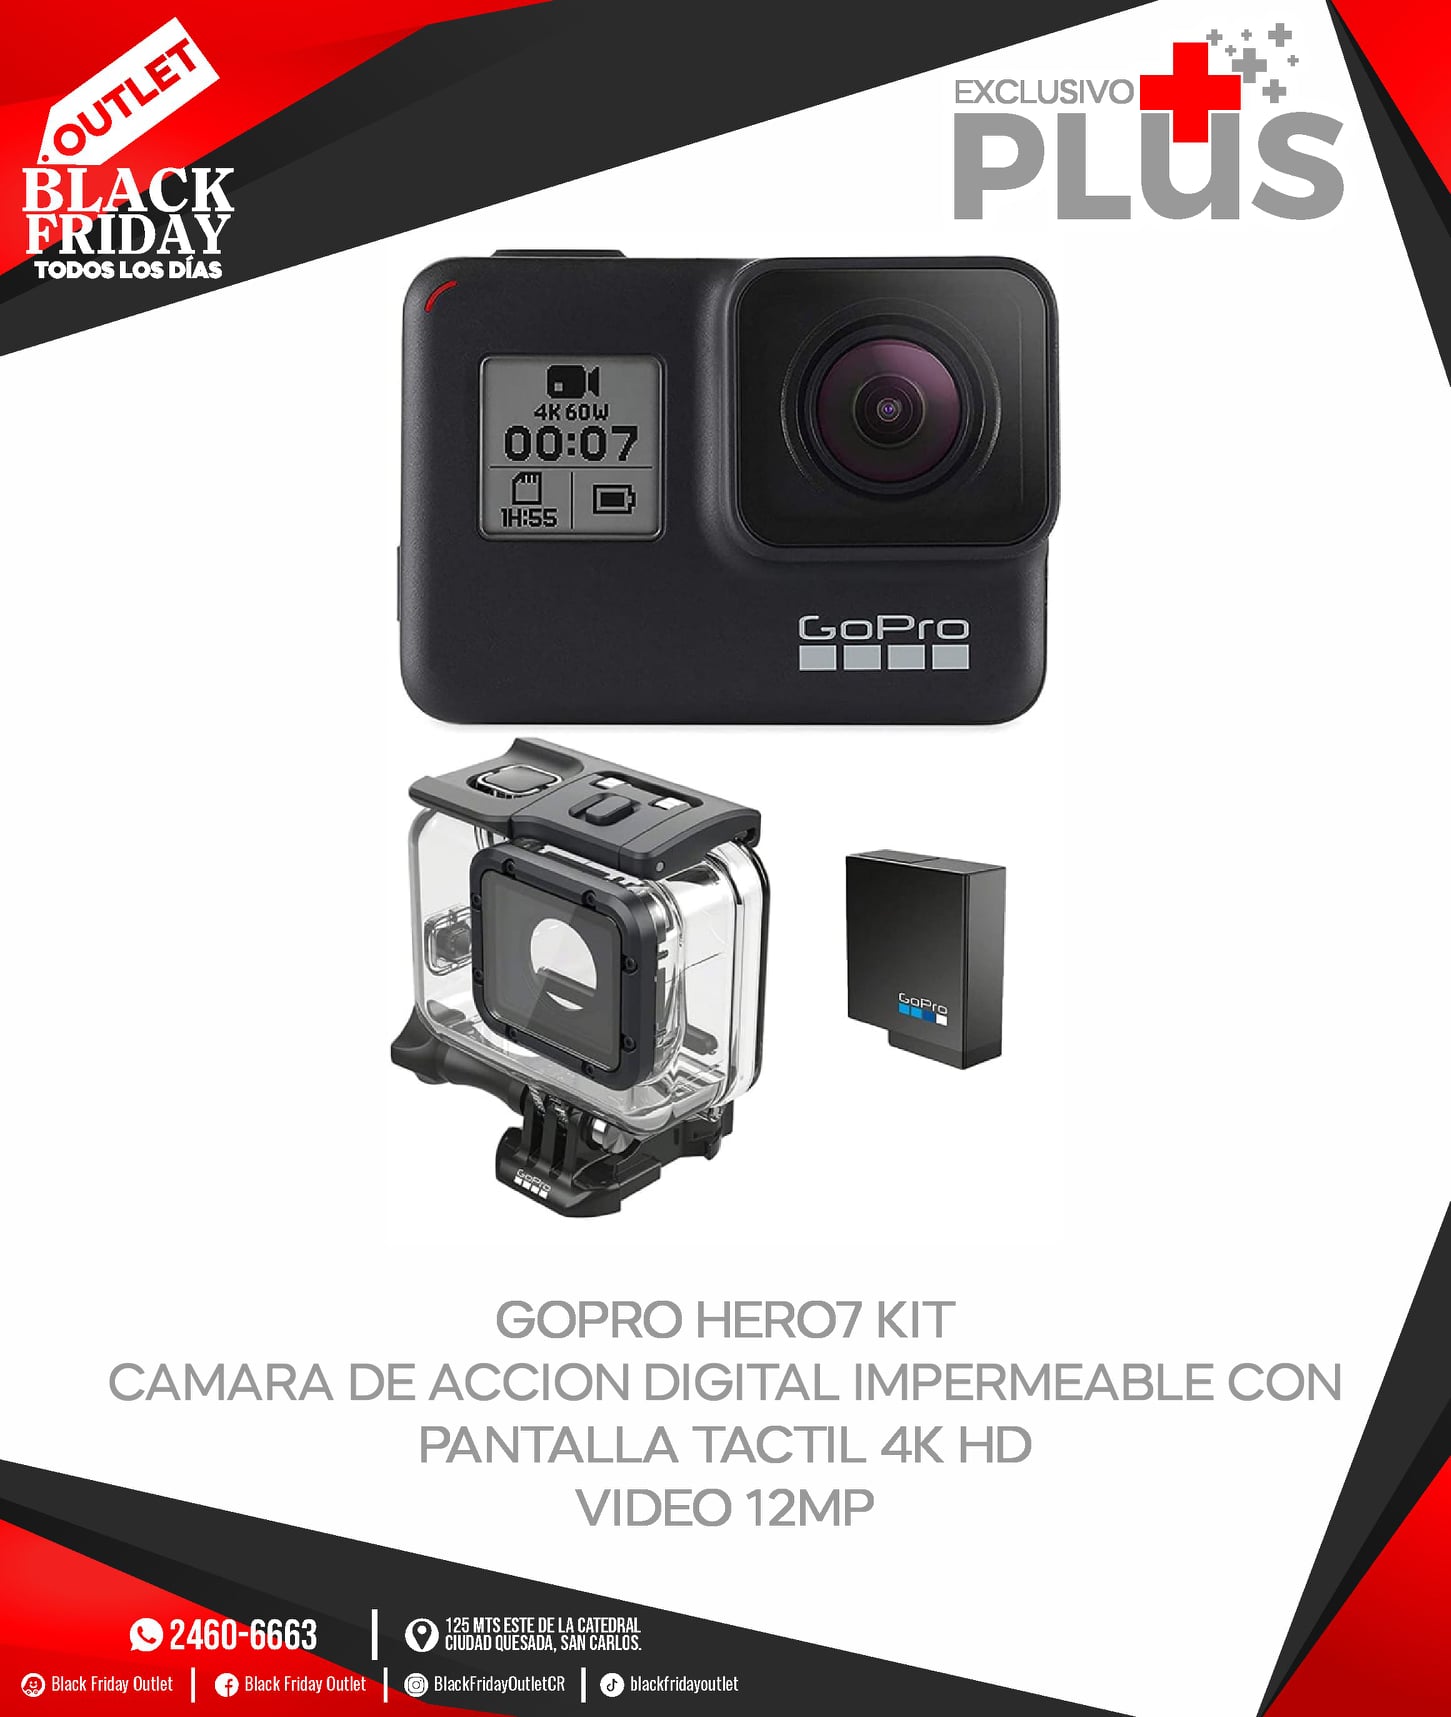 OUTLET
BLACK
FRIDAY
TODOS LOS DÍAS
EXCLUSIVO
PLUS
4K 60W
00:07
1H:55
GoPro
GoPro
GoPro
GOPRO HERO7 KIT
CAMARA DE ACCION DIGITAL IMPERMEABLE CON
PANTALLA TACTIL 4K HD
VIDEO 12MP
2460-6663
125 MTS ESTE DE LA CATEDRAL
CIUDAD QUESADA, SAN CARLOS.
Black Friday Outlet
Black Friday Outlet
BlackFridayOutletCR
blackfridayoutlet